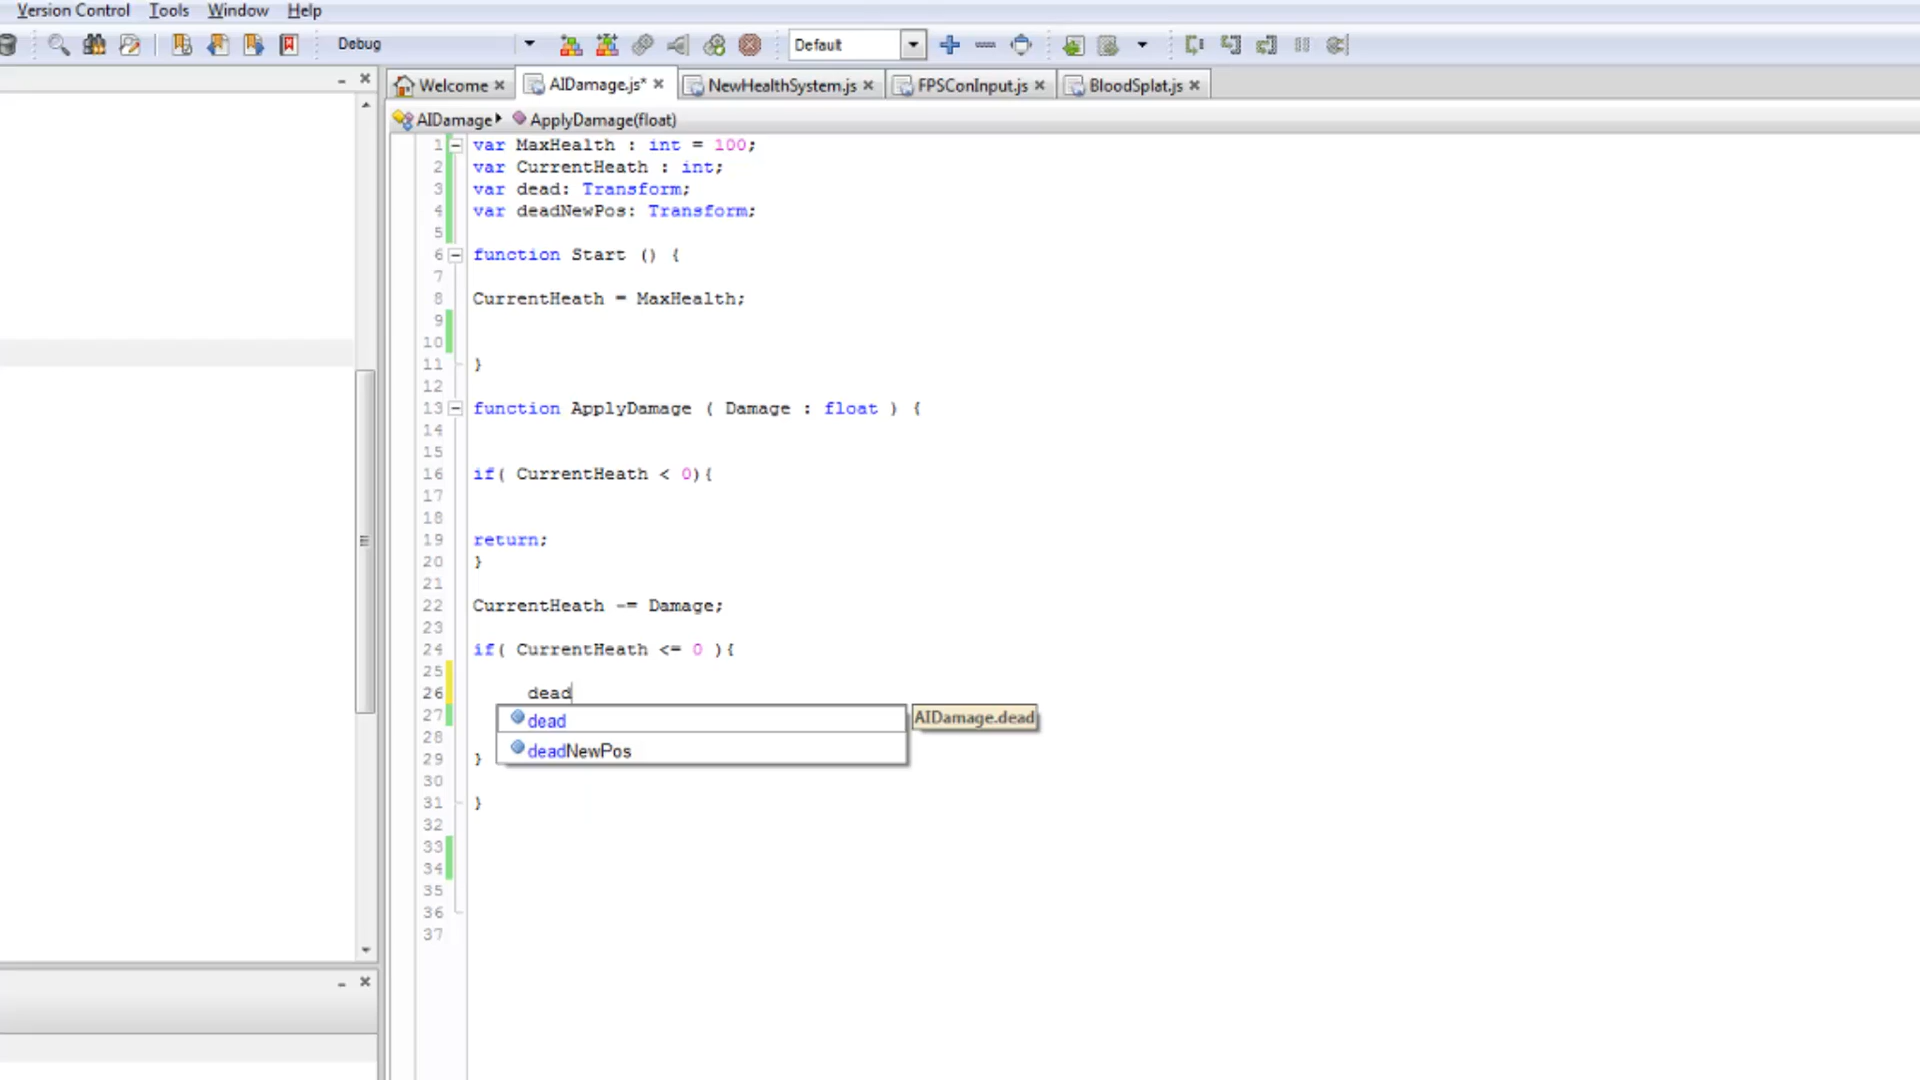 Version Control Tools Window Help
Debug Default
Welcome AIDamage.js* NewHealthSystem.js FPSConInput.js BloodSplat.js
AIDamage ApplyDamage(float)
1 var MaxHealth : int = 100;
2 var CurrentHeath : int;
3 var dead: Transform;
4 var deadNewPos: Transform;
5
6 function Start () {
7
8 CurrentHeath = MaxHealth;
9
10
11 }
12
13 function ApplyDamage ( Damage : float ) {
14
15
16 if( CurrentHeath < 0){
17
18
19 return;
20 }
21
22 CurrentHeath -= Damage;
23
24 if( CurrentHeath <= 0 ){
25
26 dead
27 dead AIDamage.dead
28 deadNewPos
29 }
30
31 }
32
33
34
35
36
37